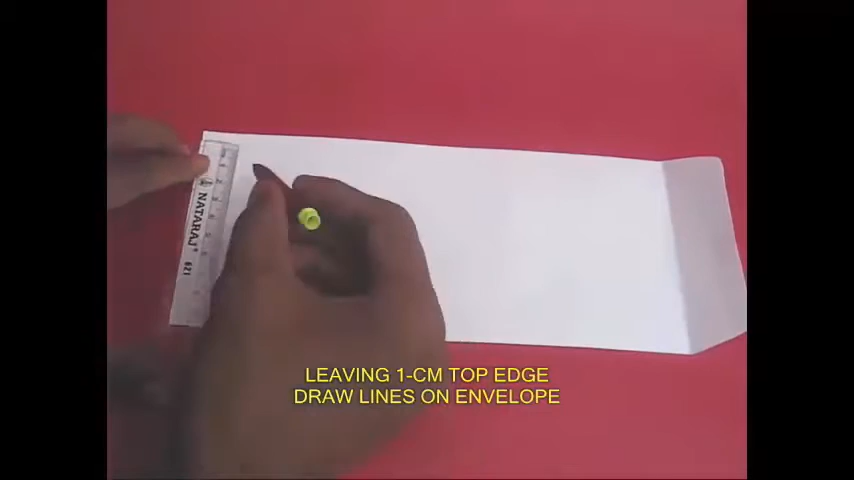 NATARAJ
621
LEAVING 1-CM TOP EDGE
DRAW LINES ON ENVELOPE